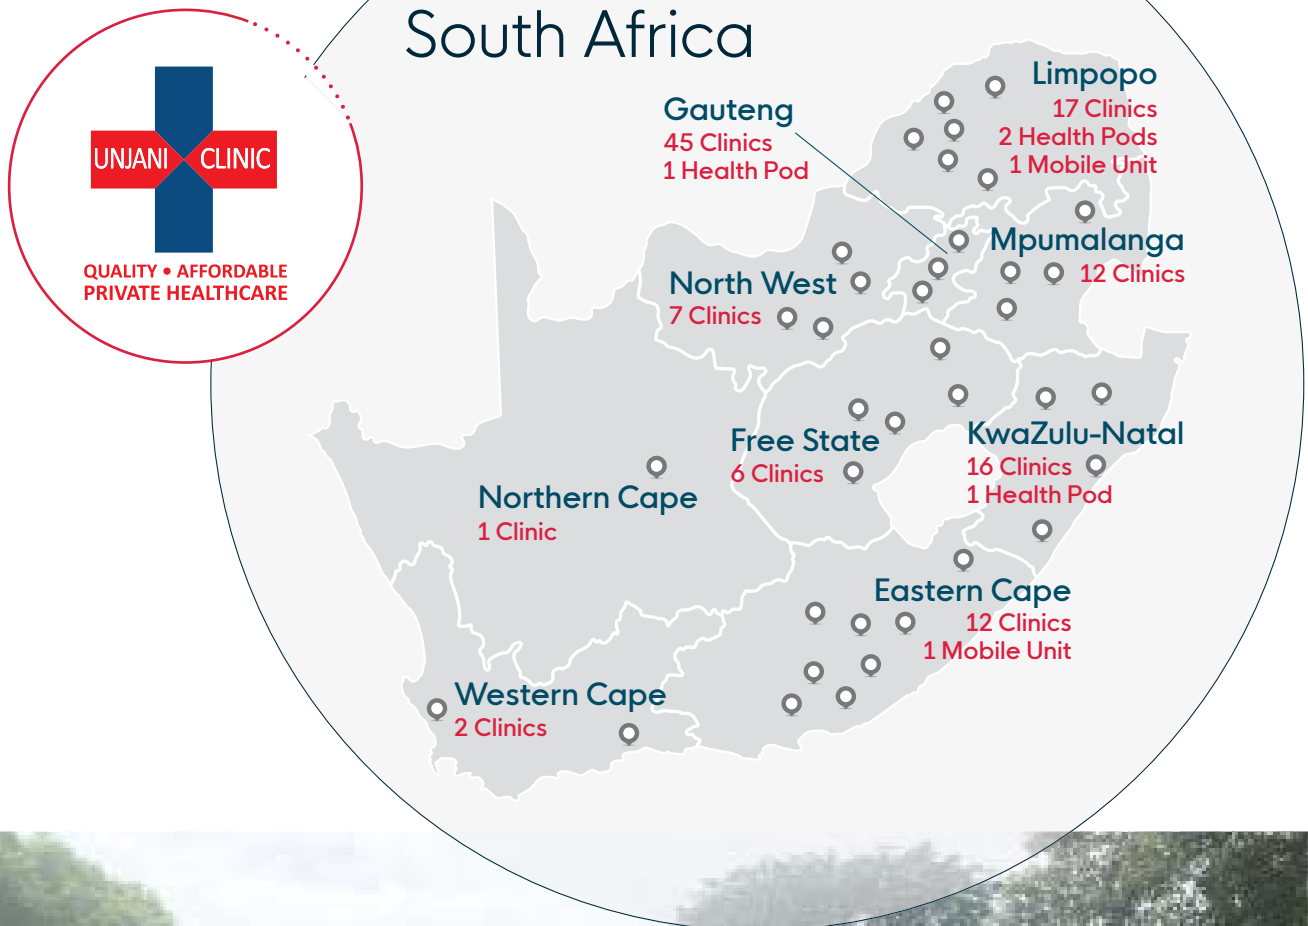 South Africa
UNJANI CLINIC
QUALITY • AFFORDABLE
PRIVATE HEALTHCARE
Limpopo
17 Clinics
2 Health Pods
1 Mobile Unit
Gauteng
45 Clinics
1 Health Pod
Mpumalanga
12 Clinics
North West
7 Clinics
Free State
6 Clinics
KwaZulu-Natal
16 Clinics
1 Health Pod
Northern Cape
1 Clinic
Eastern Cape
12 Clinics
1 Mobile Unit
Western Cape
2 Clinics